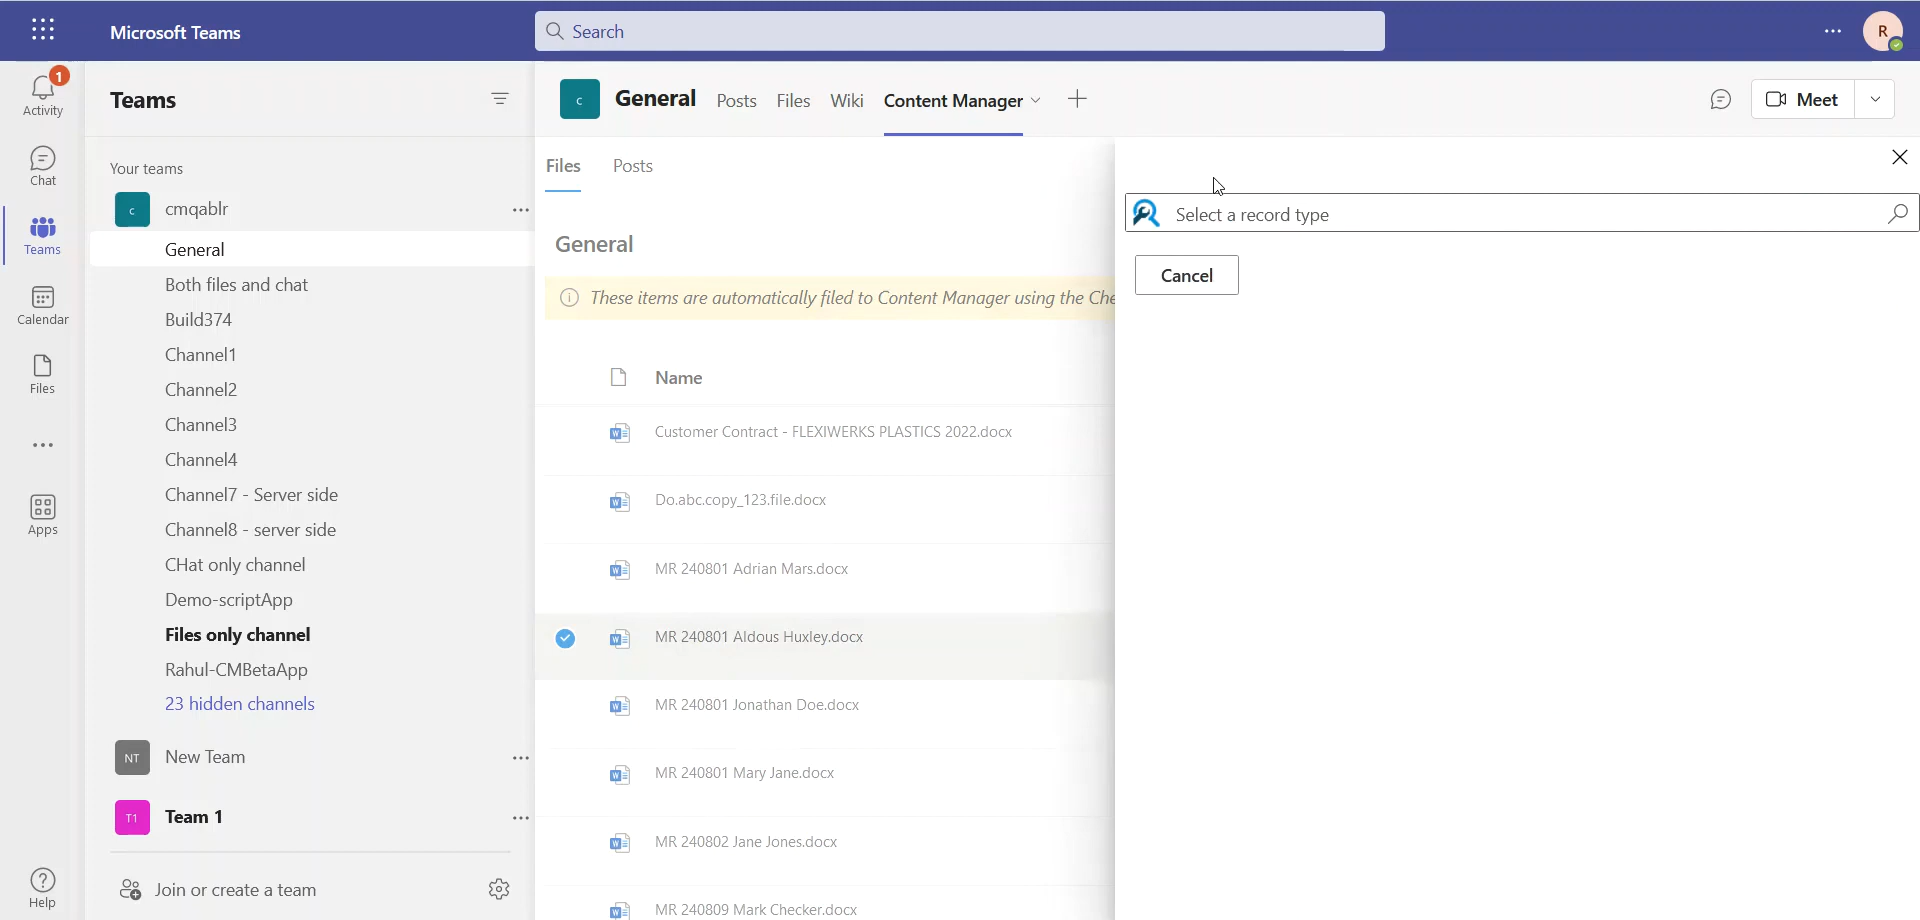 Microsoft Teams
Search
R
1
Activity
Chat
Teams
Calendar
Files
Apps
Help
Teams
Your teams
c
cmqablr
General
Both files and chat
Build374
Channel1
Channel2
Channel3
Channel4
Channel7 - Server side
Channel8 - server side
CHat only channel
Demo-scriptApp
Files only channel
Rahul-CMBetaApp
23 hidden channels
NT
New Team
T1
Team 1
Join or create a team
c
General
Posts
Files
Wiki
Content Manager
Meet
Files
Posts
General
These items are automatically filed to Content Manager using the Che
Name
Customer Contract - FLEXIWERKS PLASTICS 2022.docx
Do.abc.copy_123.file.docx
MR 240801 Adrian Mars.docx
MR 240801 Aldous Huxley.docx
MR 240801 Jonathan Doe.docx
MR 240801 Mary Jane.docx
MR 240802 Jane Jones.docx
MR 240809 Mark Checker.docx
Select a record type
Cancel